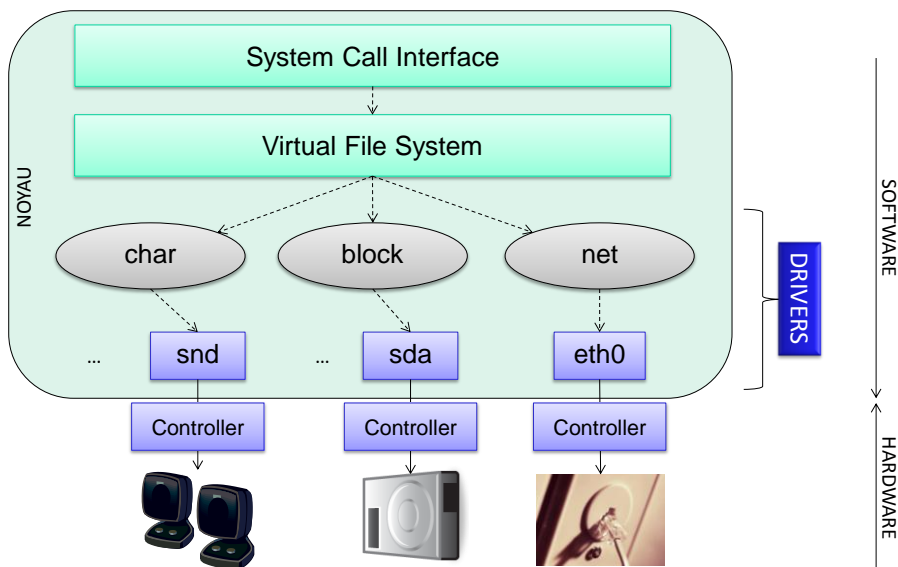 System Call Interface
Virtual File System
NOYAU
char
block
net
...
snd
...
sda
eth0
Controller
Controller
Controller
DRIVERS
SOFTWARE
HARDWARE